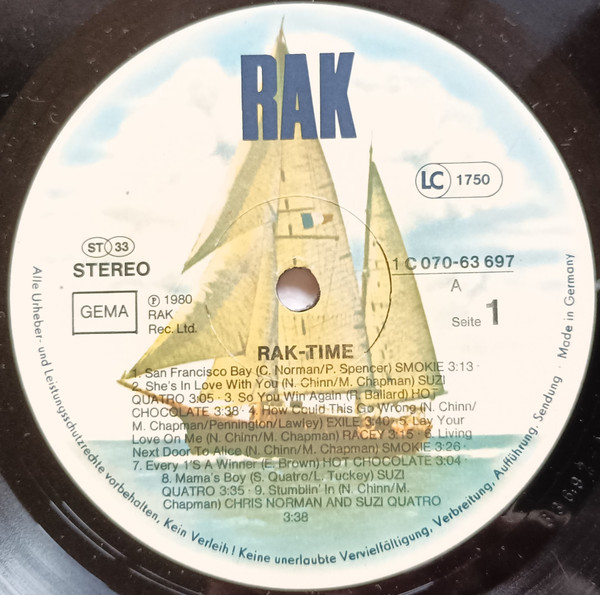 RAK
LC 1750
ST 33
STEREO
1 C 070-63 697
A
GEMA
℗ 1980
RAK
Rec. Ltd.
Seite 1
RAK-TIME
1. San Francisco Bay (C. Norman/P. Spencer) SMOKIE 3:13 ·
2. She's In Love With You (N. Chinn/M. Chapman) SUZI
QUATRO 3:05 · 3. So You Win Again (R. Ballard) HOT
CHOCOLATE 3:38 · 4. How Could This Go Wrong (N. Chinn/
M. Chapman/Pennington/Lawley) EXILE 3:40 · 5. Lay Your
Love On Me (N. Chinn/M. Chapman) RACEY 3:15 · 6. Living
Next Door To Alice (N. Chinn/M. Chapman) SMOKIE 3:26 ·
7. Every 1'S A Winner (E. Brown) HOT CHOCOLATE 3:04 ·
8. Mama's Boy (S. Quatro/L. Tuckey) SUZI
QUATRO 3:35 · 9. Stumblin' In (N. Chinn/M.
Chapman) CHRIS NORMAN AND SUZI QUATRO
3:38
Alle Urheber- und Leistungsschutzrechte vorbehalten, Kein Verleih! Keine unerlaubte Vervielfältigung, Verbreitung, Aufführung, Sendung · Made in Germany